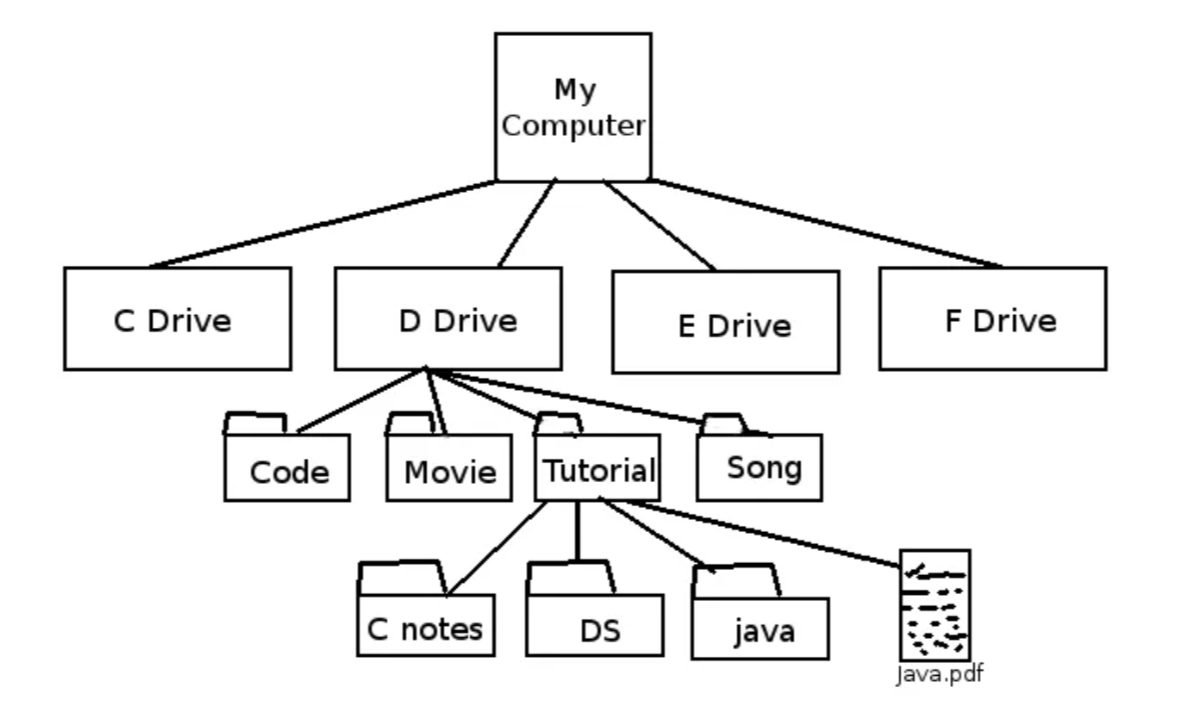 My
Computer
C Drive
D Drive
E Drive
F Drive
Code
Movie
Tutorial
Song
C notes
DS
java
Java.pdf